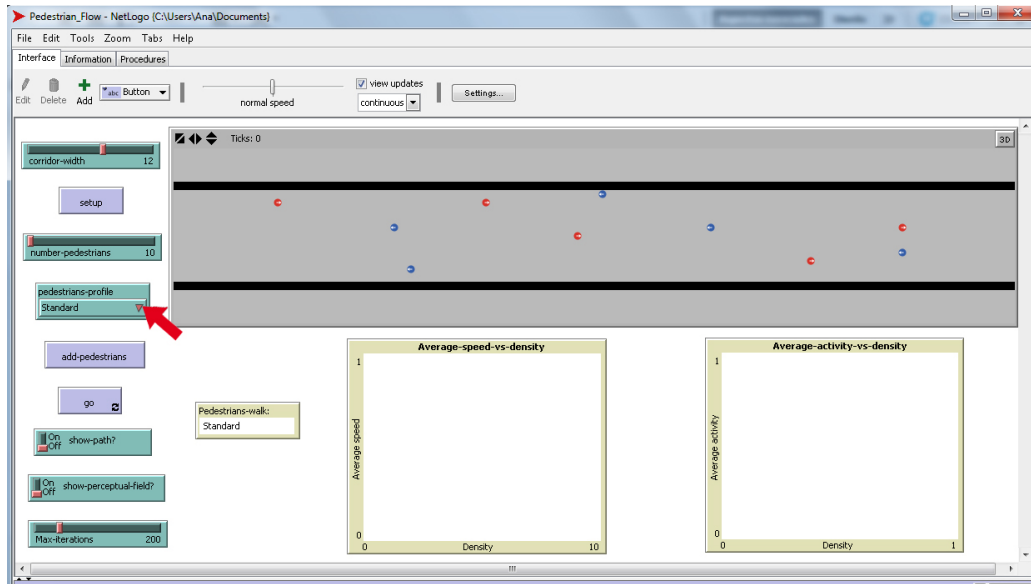 Pedestrian_Flow - NetLogo {C:\Users\Ana\Documents}
File Edit Tools Zoom Tabs Help
Interface Information Procedures
Edit Delete Add abc Button normal speed view updates continuous Settings...
Ticks: 0 3D
corridor-width 12
setup
number-pedestrians 10
pedestrians-profile
Standard
add-pedestrians
go
On
Off show-path?
On
Off show-perceptual-field?
Max-iterations 200
Pedestrians-walk:
Standard
Average-speed-vs-density
1
Average speed
0
0 Density 10
Average-activity-vs-density
1
Average activity
0
0 Density 1